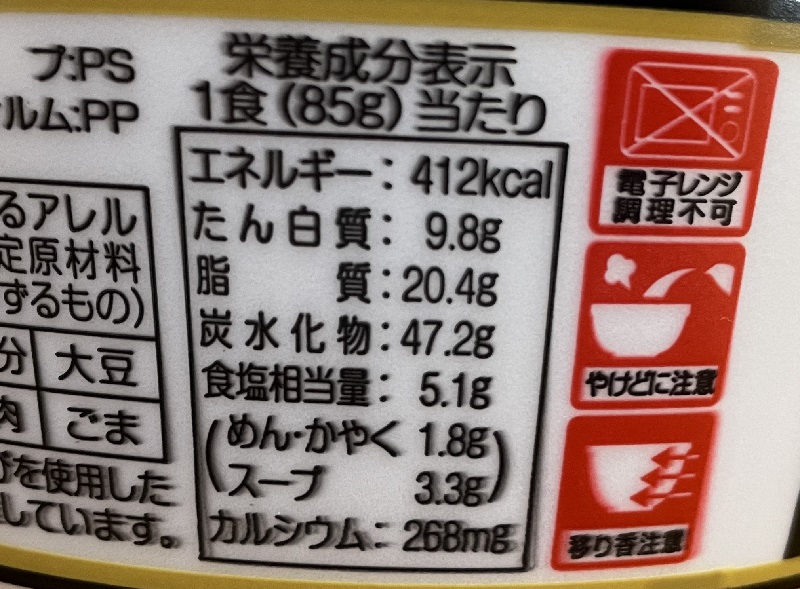 プ:PS
ルム:PP
栄養成分表示
1食(85g)当たり
エネルギー: 412kcal
たん白質: 9.8g
脂質: 20.4g
炭水化物: 47.2g
食塩相当量: 5.1g
(めん・かやく 1.8g
スープ 3.3g)
カルシウム: 268mg
るアレル
定原材料
ずるもの)
分 大豆
肉 ごま
を使用した
しています。
電子レンジ
調理不可
やけどに注意
移り香注意